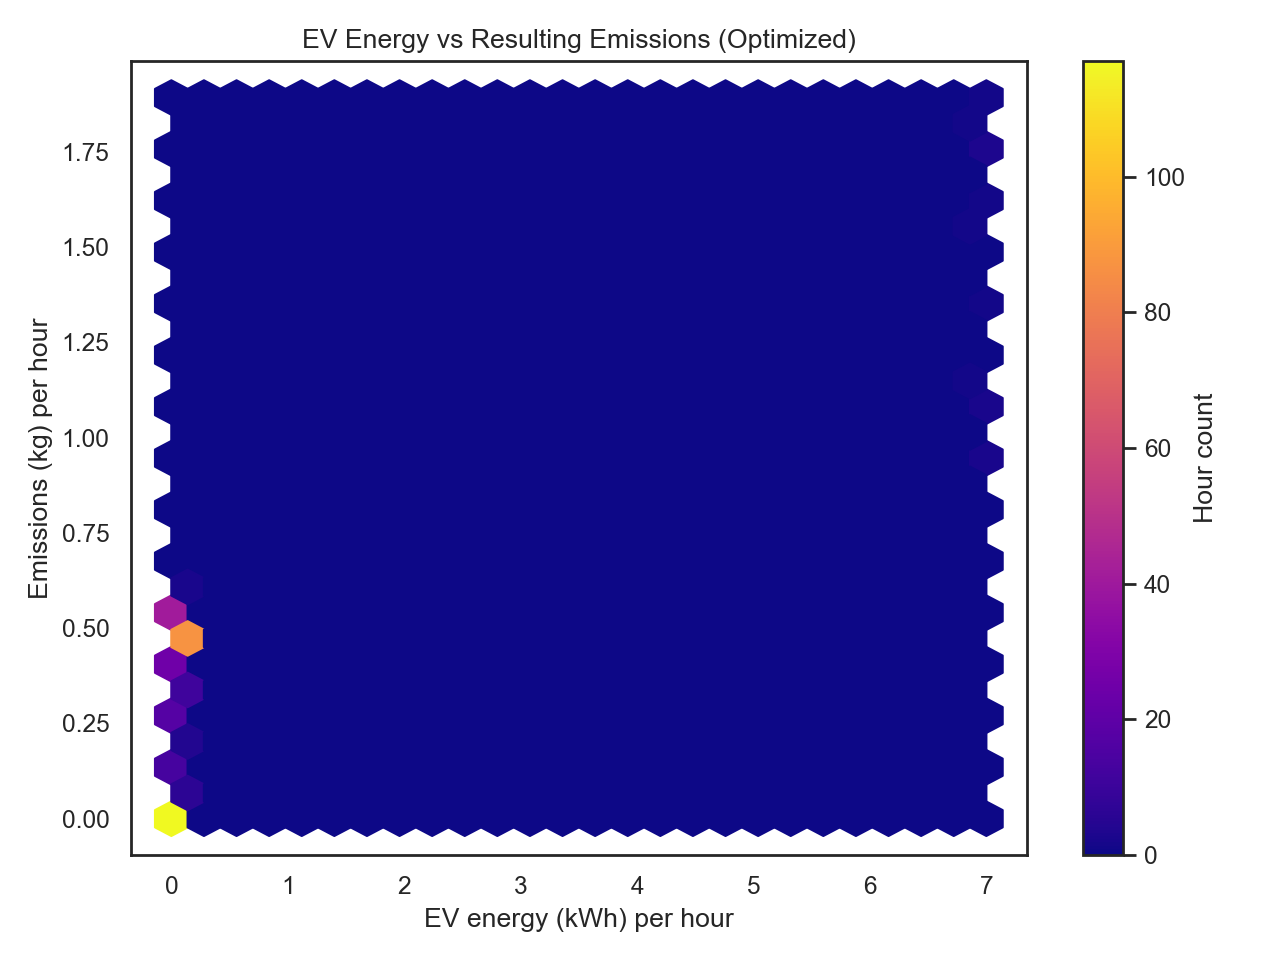 EV Energy vs Resulting Emissions (Optimized)
Emissions (kg) per hour
1.75
1.50
1.25
1.00
0.75
0.50
0.25
0.00
0 1 2 3 4 5 6 7
EV energy (kWh) per hour
100
80
60
40
20
0
Hour count